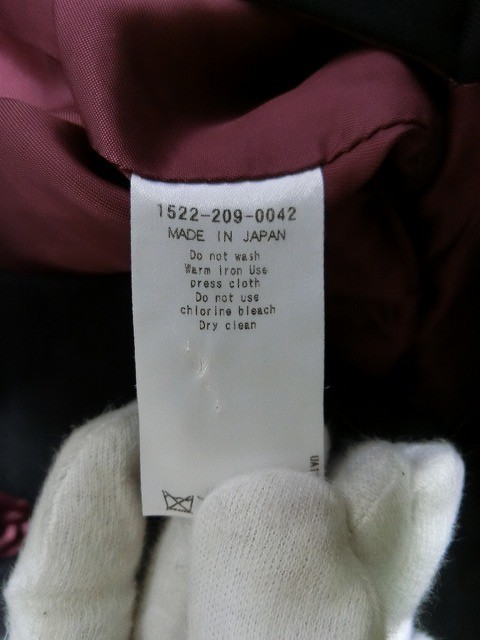 1522-209-0042
MADE IN JAPAN
Do not wash
Warm iron Use
press cloth
Do not use
chlorine bleach
Dry clean
UAT